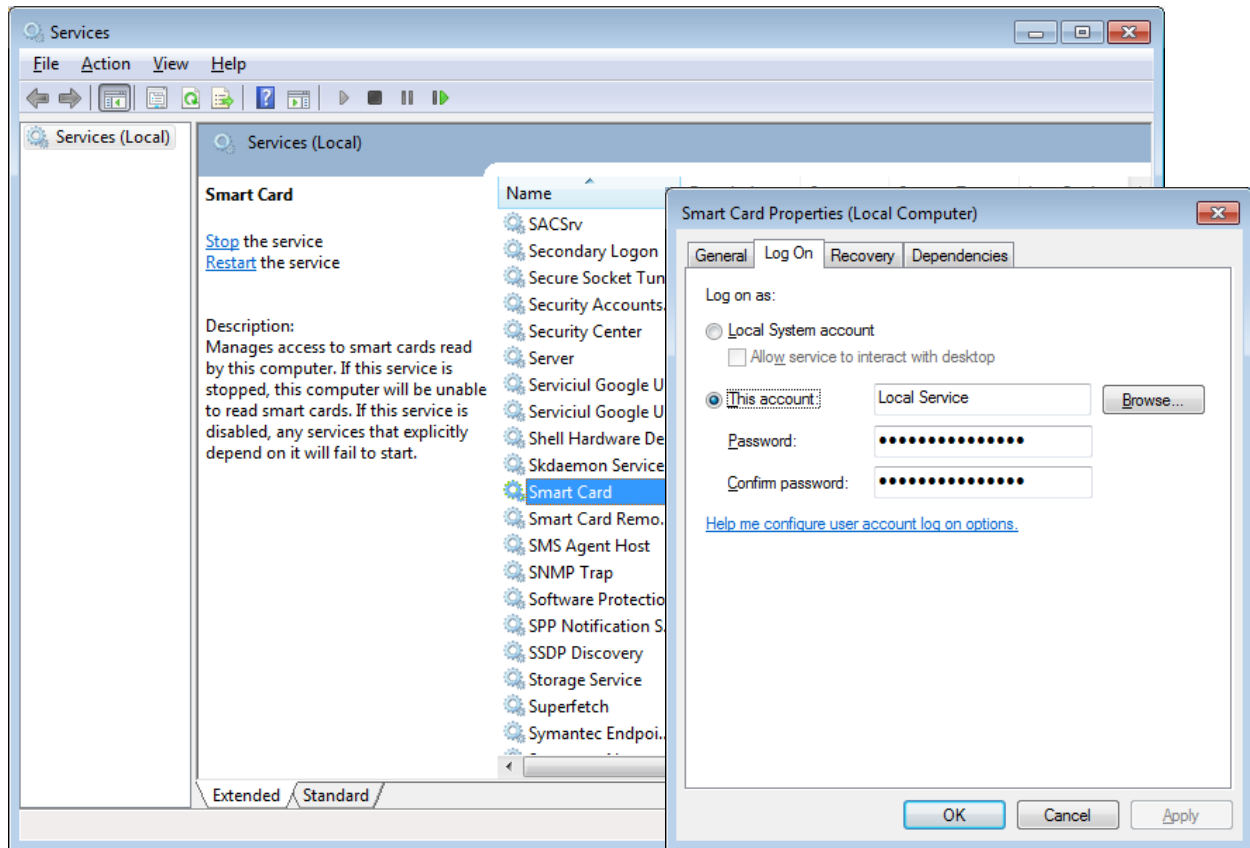 Services
File Action View Help
Services (Local)
Services (Local)
Smart Card
Stop the service
Restart the service
Description:
Manages access to smart cards read
by this computer. If this service is
stopped, this computer will be unable
to read smart cards. If this service is
disabled, any services that explicitly
depend on it will fail to start.
Name
SACSrv
Secondary Logon
Secure Socket Tun
Security Accounts.
Security Center
Server
Serviciul Google U
Serviciul Google U
Shell Hardware De
Skdaemon Service
Smart Card
Smart Card Remo.
SMS Agent Host
SNMP Trap
Software Protectio
SPP Notification S.
SSDP Discovery
Storage Service
Superfetch
Symantec Endpoi..
Extended Standard
Smart Card Properties (Local Computer)
General Log On Recovery Dependencies
Log on as:
Local System account
Allow service to interact with desktop
This account: Local Service Browse...
Password: •••••••••••••••
Confirm password: •••••••••••••••
Help me configure user account log on options.
OK Cancel Apply